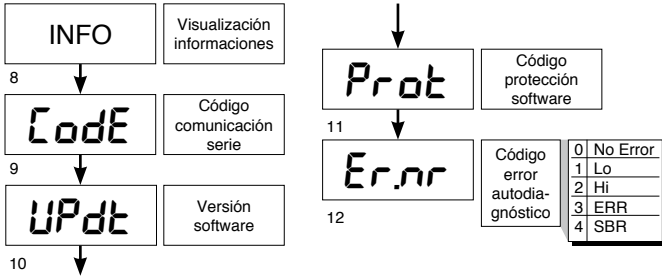 INFO
Visualización
informaciones
8
CodE
Código
comunicación
serie
9
UPdt
Versión
software
10
Prot
Código
protección
software
11
Er.nr
Código
error
autodia-
gnóstico
0 No Error
1 Lo
2 Hi
3 ERR
4 SBR
12